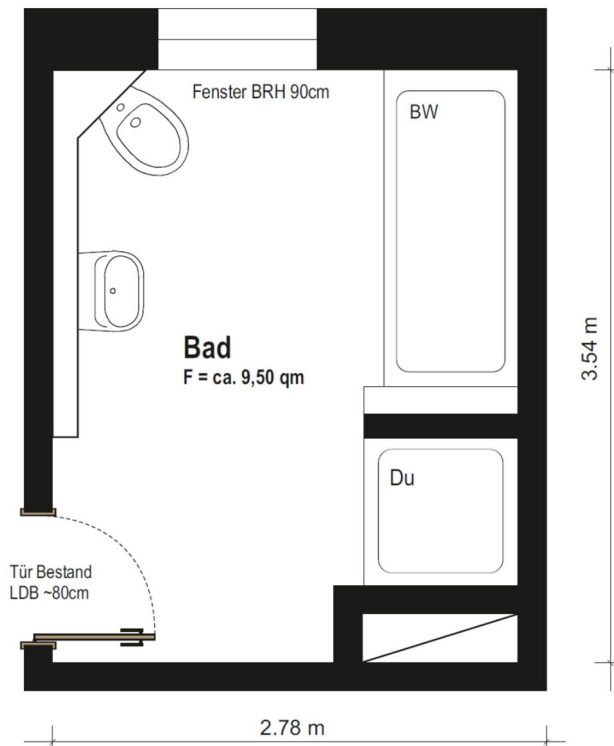 Fenster BRH 90cm
BW
3.54 m
Bad
F = ca. 9,50 qm
Du
Tür Bestand
LDB ~80cm
2.78 m